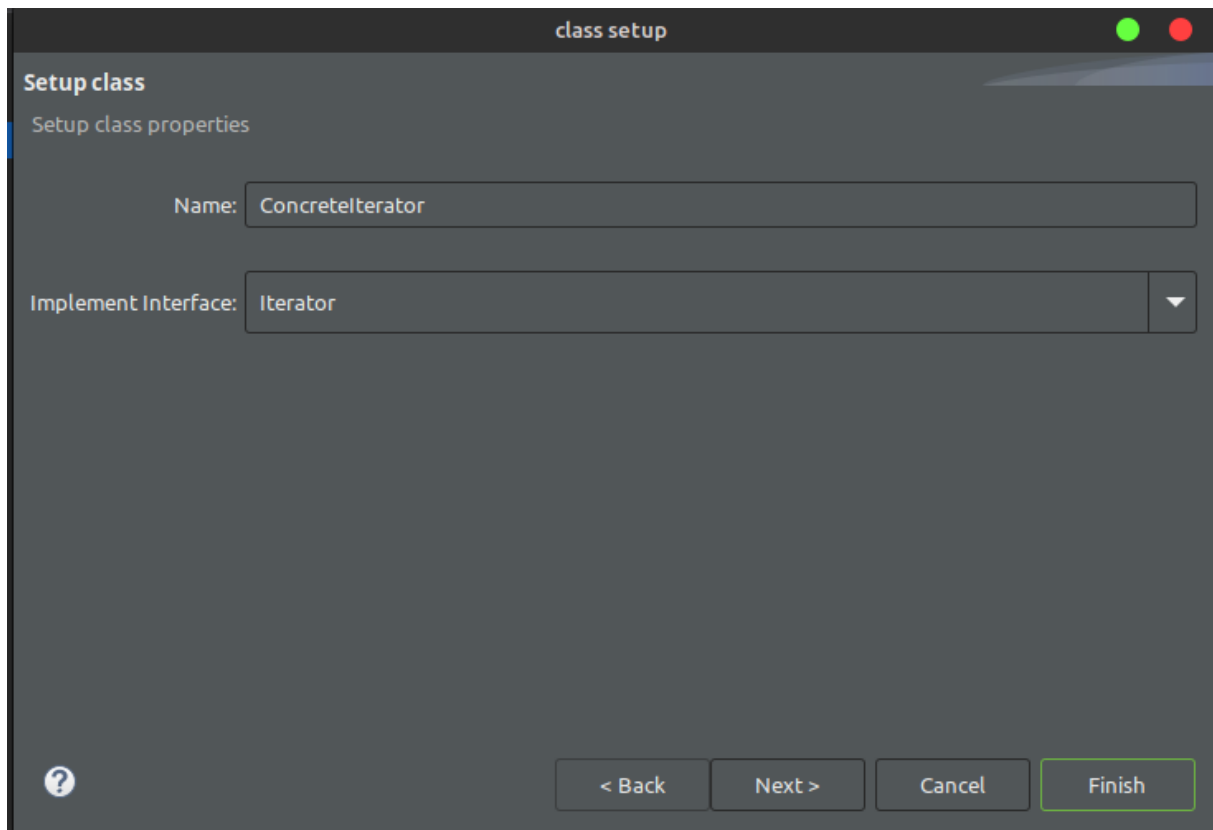 class setup
Setup class
Setup class properties
Name: ConcreteIterator
Implement Interface: Iterator
? < Back Next > Cancel Finish